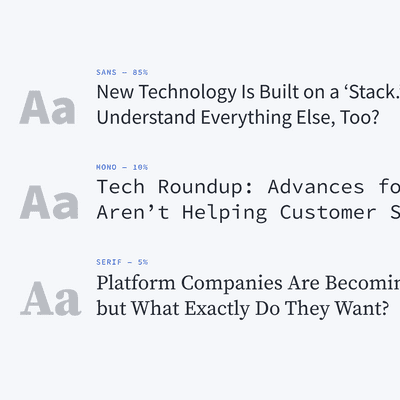 SANS — 85%
Aa
New Technology Is Built on a ‘Stack.’
Understand Everything Else, Too?
MONO — 10%
Aa
Tech Roundup: Advances fo
Aren’t Helping Customer S
SERIF — 5%
Aa
Platform Companies Are Becomin
but What Exactly Do They Want?